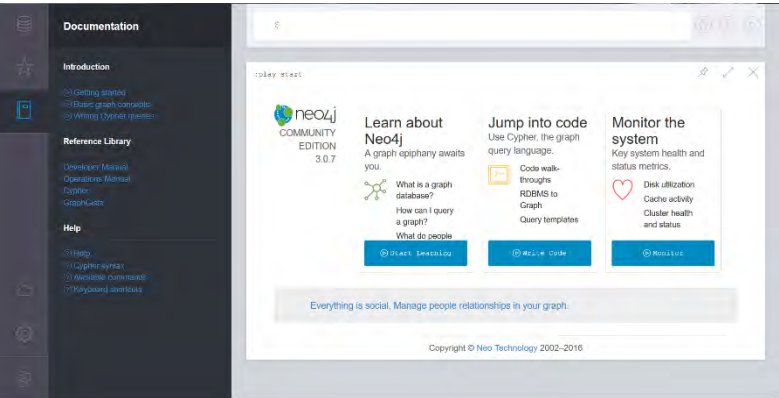 Documentation
Introduction
Getting started
Basic graph concepts
Writing Cypher queries
Reference Library
Developer Manual
Operations Manual
Cypher
GraphGists
Help
Help
Cypher syntax
Available commands
Keyboard shortcuts
$
:play start
neo4j
COMMUNITY
EDITION
3.0.7
Learn about
Neo4j
A graph epiphany awaits
you.
What is a graph
database?
How can I query
a graph?
What do people
Start Learning
Jump into code
Use Cypher, the graph
query language.
Code walk-
throughs
RDBMS to
Graph
Query templates
Write Code
Monitor the
system
Key system health and
status metrics.
Disk utilization
Cache activity
Cluster health
and status
Monitor
Everything is social. Manage people relationships in your graph.
Copyright © Neo Technology 2002–2016